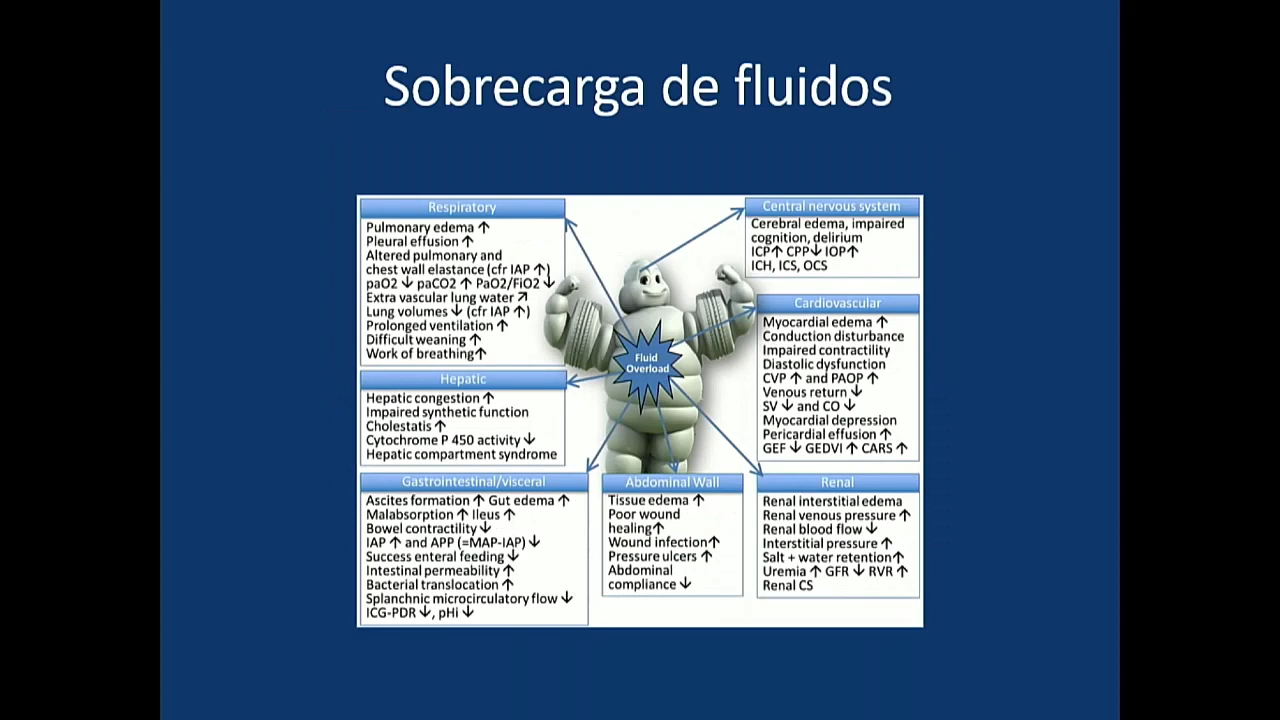 Sobrecarga de fluidos
Respiratory
Pulmonary edema ↑
Pleural effusion ↑
Altered pulmonary and
chest wall elastance (cfr IAP ↑)
paO2 ↓ paCO2 ↑ PaO2/FiO2 ↓
Extra vascular lung water ↗
Lung volumes ↓ (cfr IAP ↑)
Prolonged ventilation ↑
Difficult weaning ↑
Work of breathing↑
Central nervous system
Cerebral edema, impaired
cognition, delirium
ICP↑ CPP↓ IOP↑
ICH, ICS, OCS
Cardiovascular
Myocardial edema ↑
Conduction disturbance
Impaired contractility
Diastolic dysfunction
CVP ↑ and PAOP ↑
Venous return ↓
SV ↓ and CO ↓
Myocardial depression
Pericardial effusion ↑
GEF ↓ GEDVI ↑ CARS ↑
Fluid
Overload
Hepatic
Hepatic congestion ↑
Impaired synthetic function
Cholestatis ↑
Cytochrome P 450 activity ↓
Hepatic compartment syndrome
Gastrointestinal/visceral
Ascites formation ↑ Gut edema ↑
Malabsorption ↑ Ileus ↑
Bowel contractility ↓
IAP ↑ and APP (=MAP-IAP) ↓
Success enteral feeding ↓
Intestinal permeability ↑
Bacterial translocation ↑
Splanchnic microcirculatory flow ↓
ICG-PDR ↓, pHi ↓
Abdominal Wall
Tissue edema ↑
Poor wound
healing↑
Wound infection↑
Pressure ulcers ↑
Abdominal
compliance ↓
Renal
Renal interstitial edema
Renal venous pressure ↑
Renal blood flow ↓
Interstitial pressure ↑
Salt + water retention↑
Uremia ↑ GFR ↓ RVR ↑
Renal CS